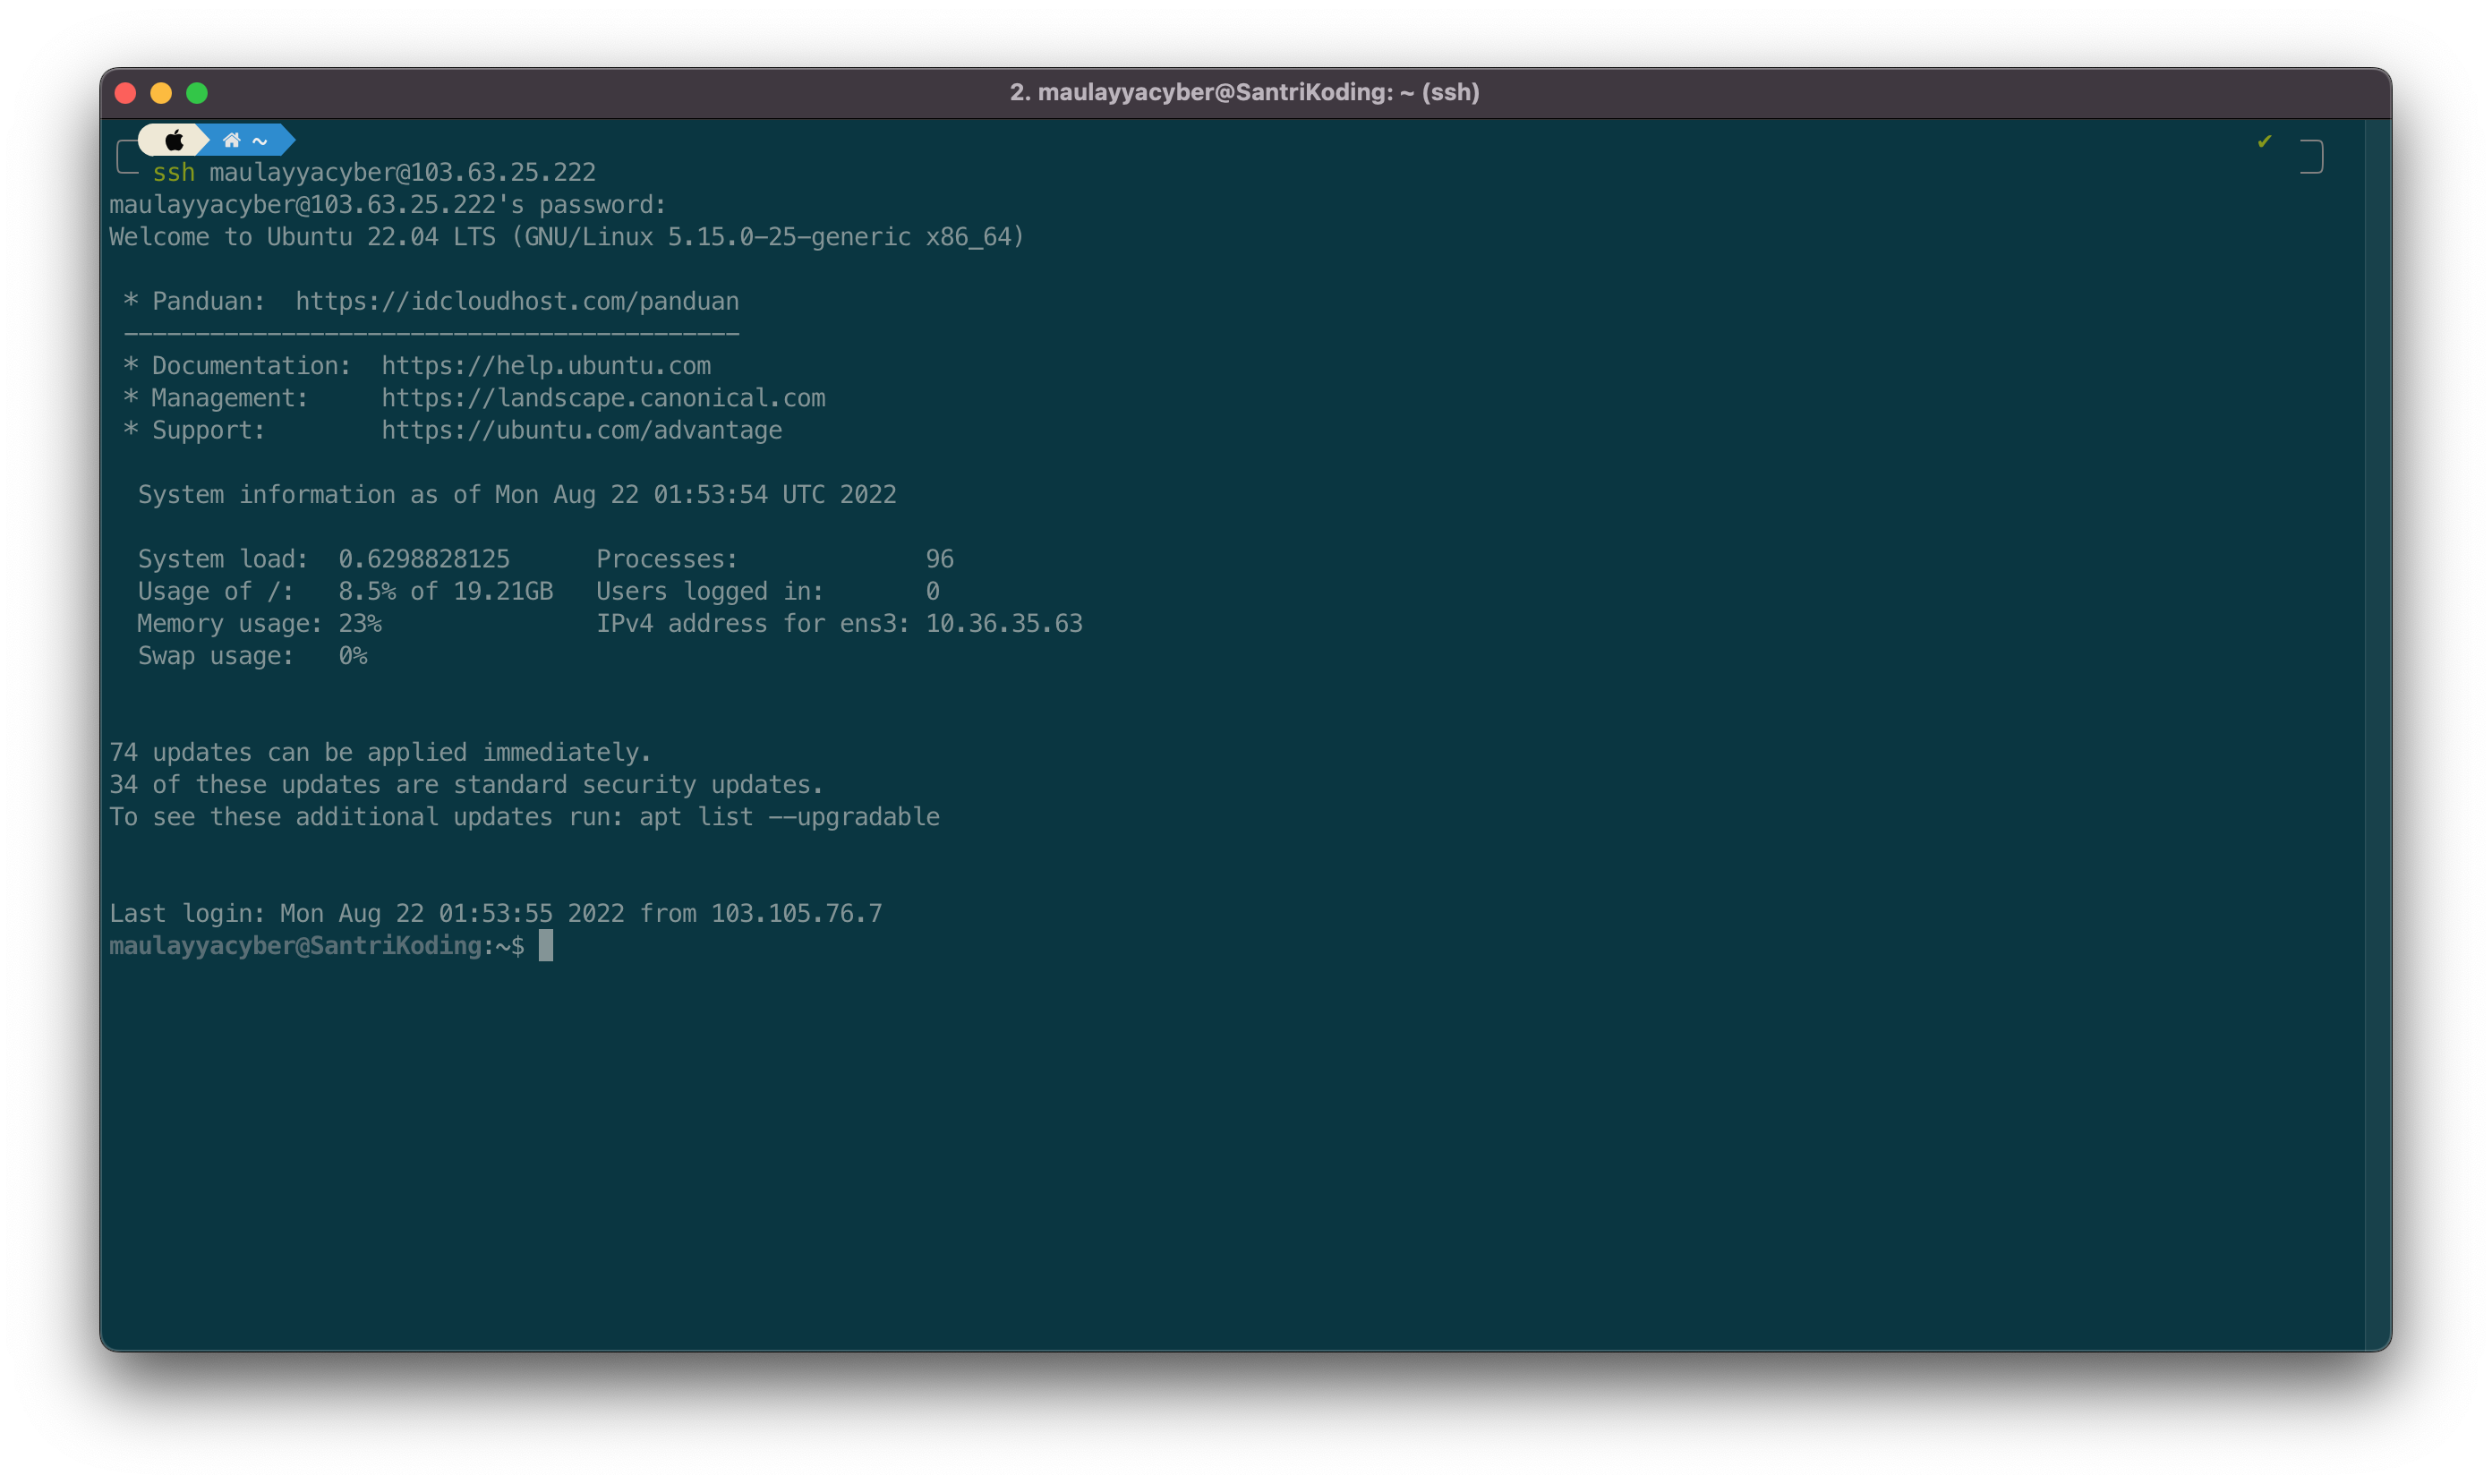 2. maulayyacyber@SantriKoding: ~ (ssh)
~ ✔
ssh maulayyacyber@103.63.25.222
maulayyacyber@103.63.25.222's password:
Welcome to Ubuntu 22.04 LTS (GNU/Linux 5.15.0-25-generic x86_64)
* Panduan:  https://idcloudhost.com/panduan
-------------------------------------------
* Documentation:  https://help.ubuntu.com
* Management:     https://landscape.canonical.com
* Support:        https://ubuntu.com/advantage
System information as of Mon Aug 22 01:53:54 UTC 2022
System load:  0.6298828125      Processes:             96
Usage of /:   8.5% of 19.21GB   Users logged in:       0
Memory usage: 23%               IPv4 address for ens3: 10.36.35.63
Swap usage:   0%
74 updates can be applied immediately.
34 of these updates are standard security updates.
To see these additional updates run: apt list --upgradable
Last login: Mon Aug 22 01:53:55 2022 from 103.105.76.7
maulayyacyber@SantriKoding:~$